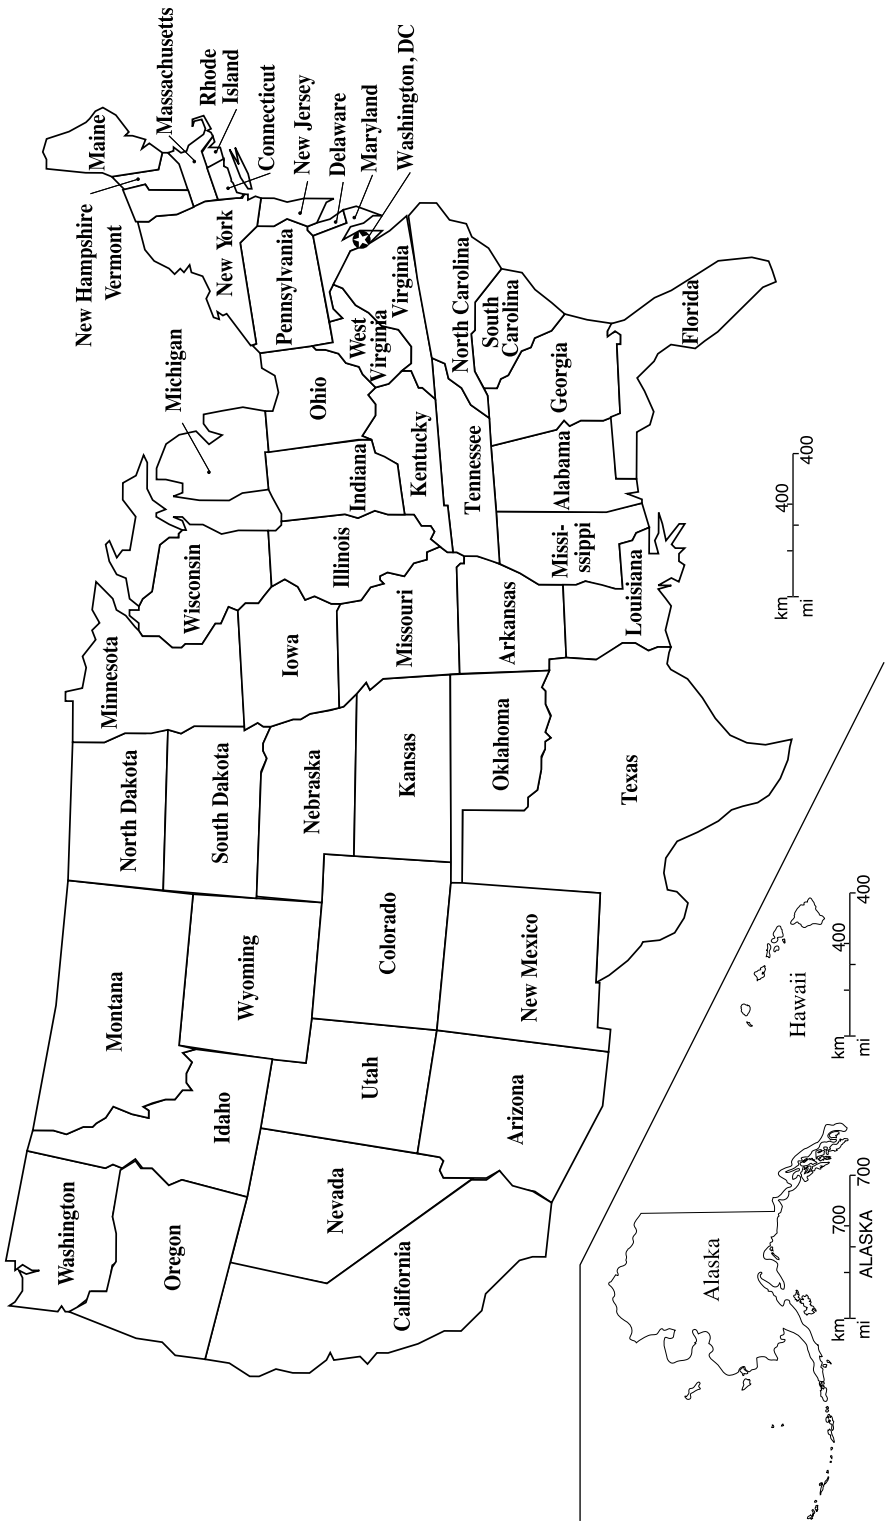 Washington
Oregon
California
Nevada
Idaho
Montana
Wyoming
Utah
Arizona
Colorado
New Mexico
North Dakota
South Dakota
Nebraska
Kansas
Oklahoma
Texas
Minnesota
Iowa
Missouri
Arkansas
Louisiana
Wisconsin
Illinois
Michigan
Indiana
Ohio
Kentucky
Tennessee
Missi-
ssippi
Alabama
Georgia
Florida
South
Carolina
North Carolina
Virginia
West
Virginia
Pennsylvania
New York
Vermont
New Hampshire
Maine
Massachusetts
Rhode
Island
Connecticut
New Jersey
Delaware
Maryland
Washington, DC
Alaska
km 700
mi 700
ALASKA
Hawaii
km 400
mi 400
km 400
mi 400